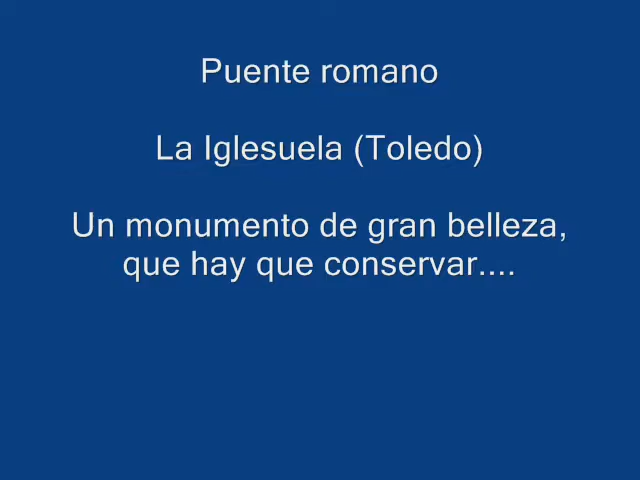 Puente romano
La Iglesuela (Toledo)
Un monumento de gran belleza,
que hay que conservar....